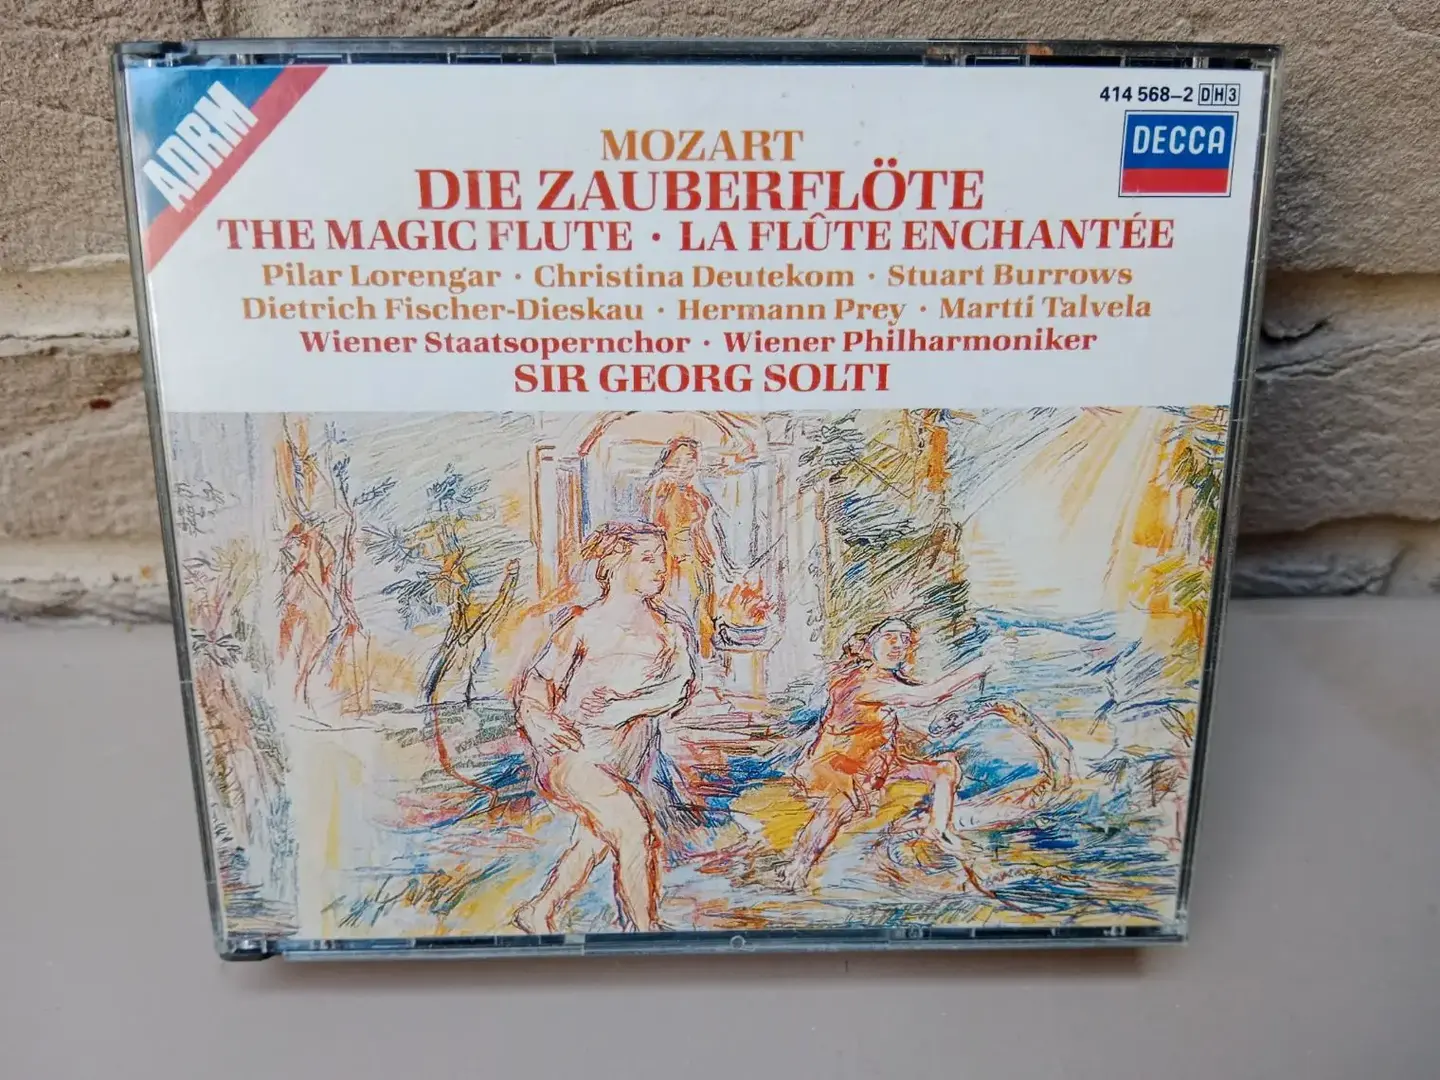 ADRM
414 568-2 DH3
DECCA
MOZART
DIE ZAUBERFLÖTE
THE MAGIC FLUTE · LA FLÛTE ENCHANTÉE
Pilar Lorengar · Christina Deutekom · Stuart Burrows
Dietrich Fischer-Dieskau · Hermann Prey · Martti Talvela
Wiener Staatsopernchor · Wiener Philharmoniker
SIR GEORG SOLTI